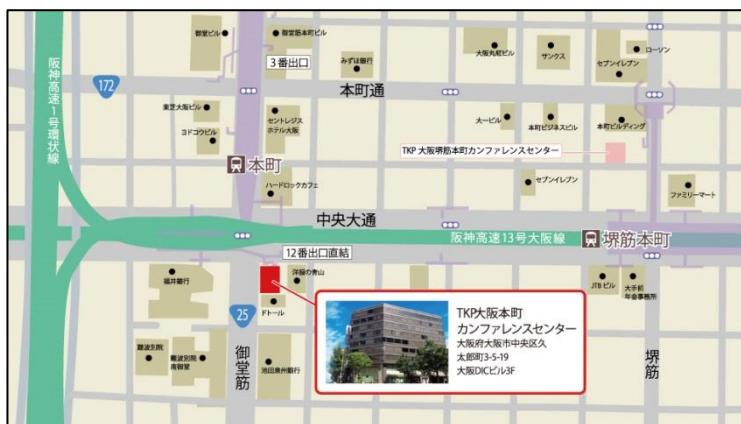 御堂ビル
御堂筋本町ビル
3番出口
みずほ銀行
大阪丸紅ビル
サンクス
セブンイレブン
ローソン
阪神高速1号環状線
172
本町通
東芝大阪ビル
ヨドコウビル
セントレジス
ホテル大阪
大一ビル
本町ビジネスビル
本町ビルディング
TKP 大阪堺筋本町カンファレンスセンター
本町
ハードロックカフェ
セブンイレブン
ファミリーマート
中央大通
阪神高速13号大阪線
堺筋本町
12番出口直結
福井銀行
洋服の青山
JTBビル
大手前
年金事務所
25
ドトール
難波別院
難波別院
南御堂
御堂筋
池田泉州銀行
堺筋
TKP大阪本町
カンファレンスセンター
大阪府大阪市中央区久
太郎町3-5-19
大阪DICビル3F